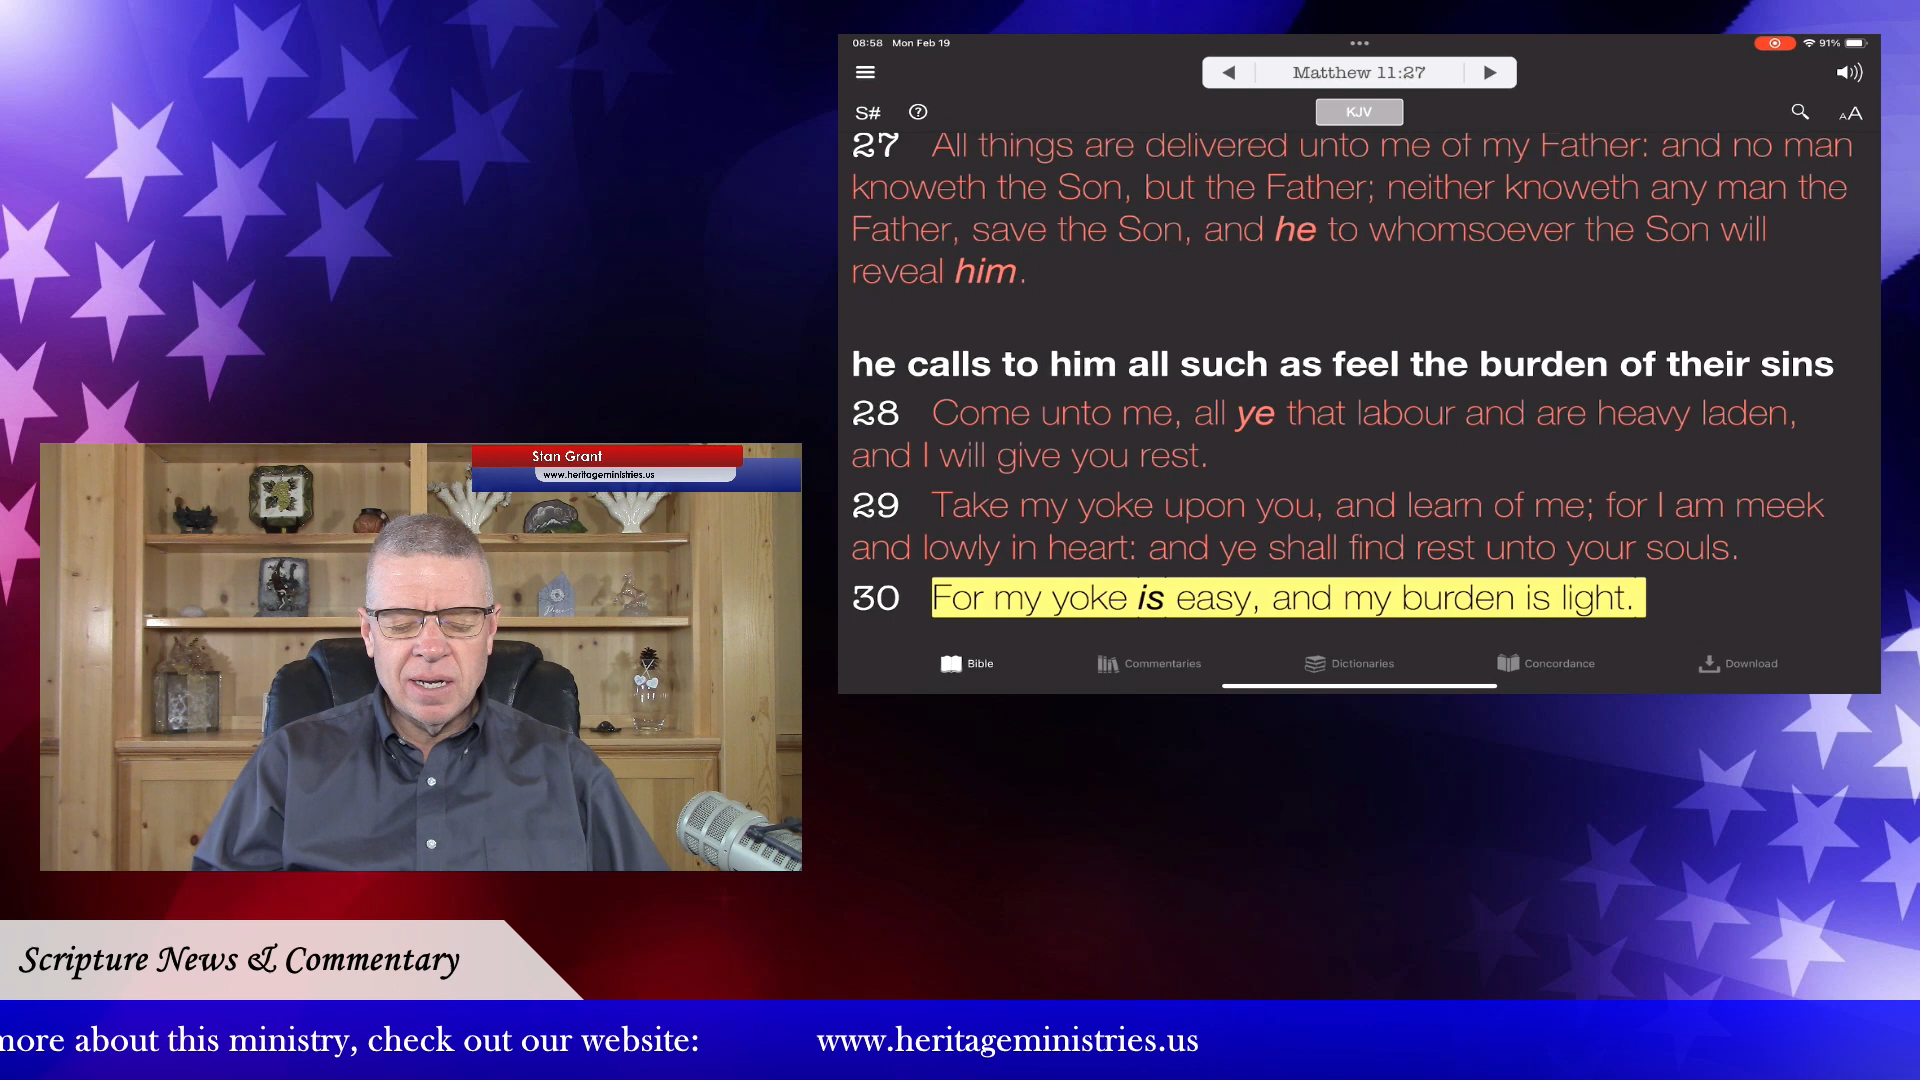 08:58 Mon Feb 19
91%
Matthew 11:27
S#
KJV
AA
27 All things are delivered unto me of my Father: and no man
knoweth the Son, but the Father; neither knoweth any man the
Father, save the Son, and he to whomsoever the Son will
reveal him.
he calls to him all such as feel the burden of their sins
28 Come unto me, all ye that labour and are heavy laden,
and I will give you rest.
29 Take my yoke upon you, and learn of me; for I am meek
and lowly in heart: and ye shall find rest unto your souls.
30 For my yoke is easy, and my burden is light.
Bible Commentaries Dictionaries Concordance Download
Stan Grant
www.heritageministries.us
Scripture News & Commentary
more about this ministry, check out our website: www.heritageministries.us